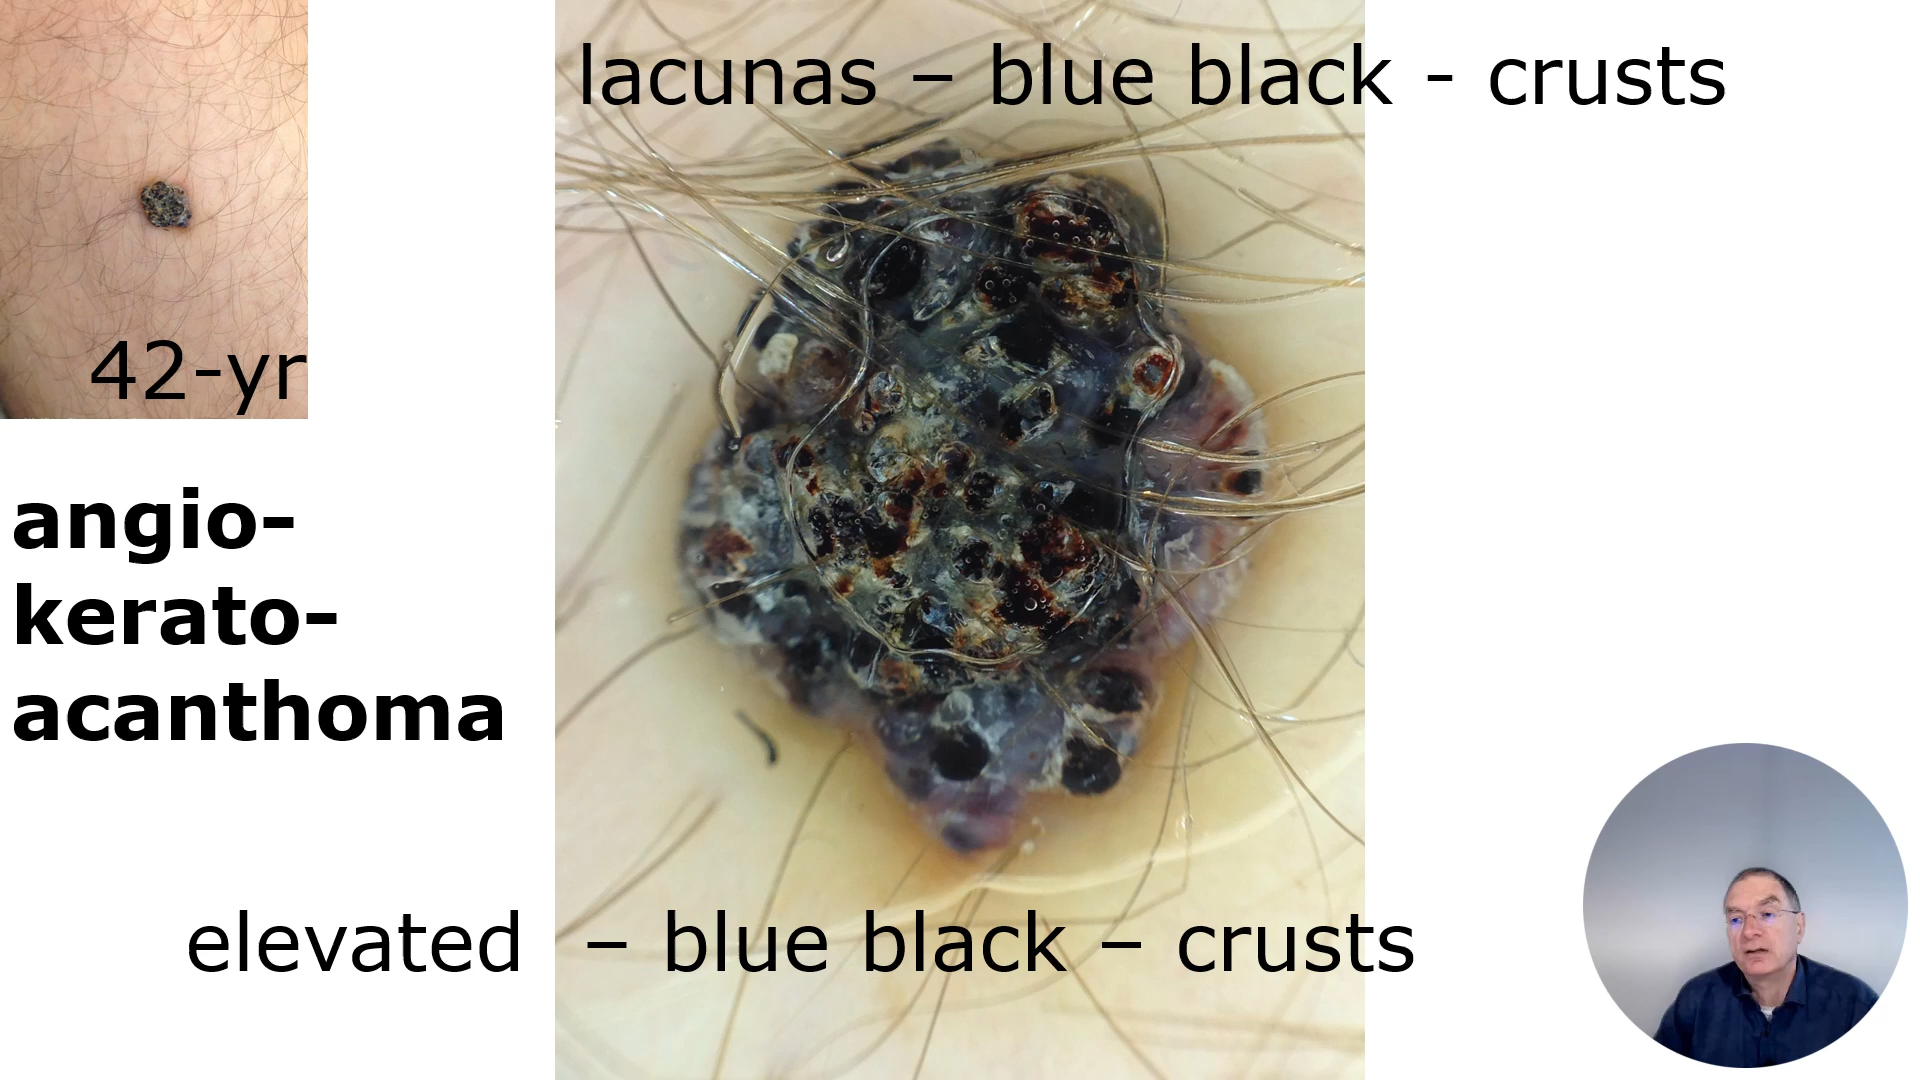 lacunas – blue black - crusts
42-yr
angio-
kerato-
acanthoma
elevated – blue black – crusts